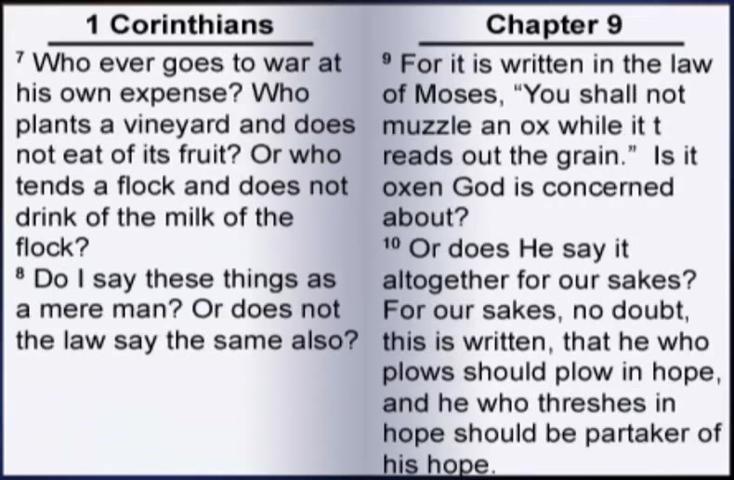 1 Corinthians
⁷ Who ever goes to war at
his own expense? Who
plants a vineyard and does
not eat of its fruit? Or who
tends a flock and does not
drink of the milk of the
flock?
⁸ Do I say these things as
a mere man? Or does not
the law say the same also?
Chapter 9
⁹ For it is written in the law
of Moses, “You shall not
muzzle an ox while it t
reads out the grain.” Is it
oxen God is concerned
about?
¹⁰ Or does He say it
altogether for our sakes?
For our sakes, no doubt,
this is written, that he who
plows should plow in hope,
and he who threshes in
hope should be partaker of
his hope.